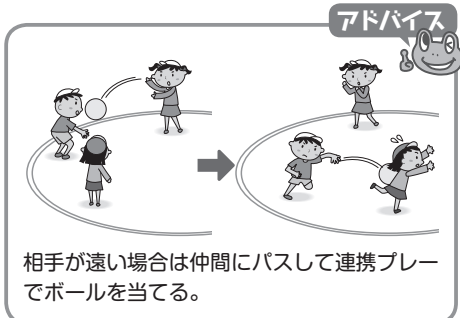 アドバイス
相手が遠い場合は仲間にパスして連携プレー
でボールを当てる。